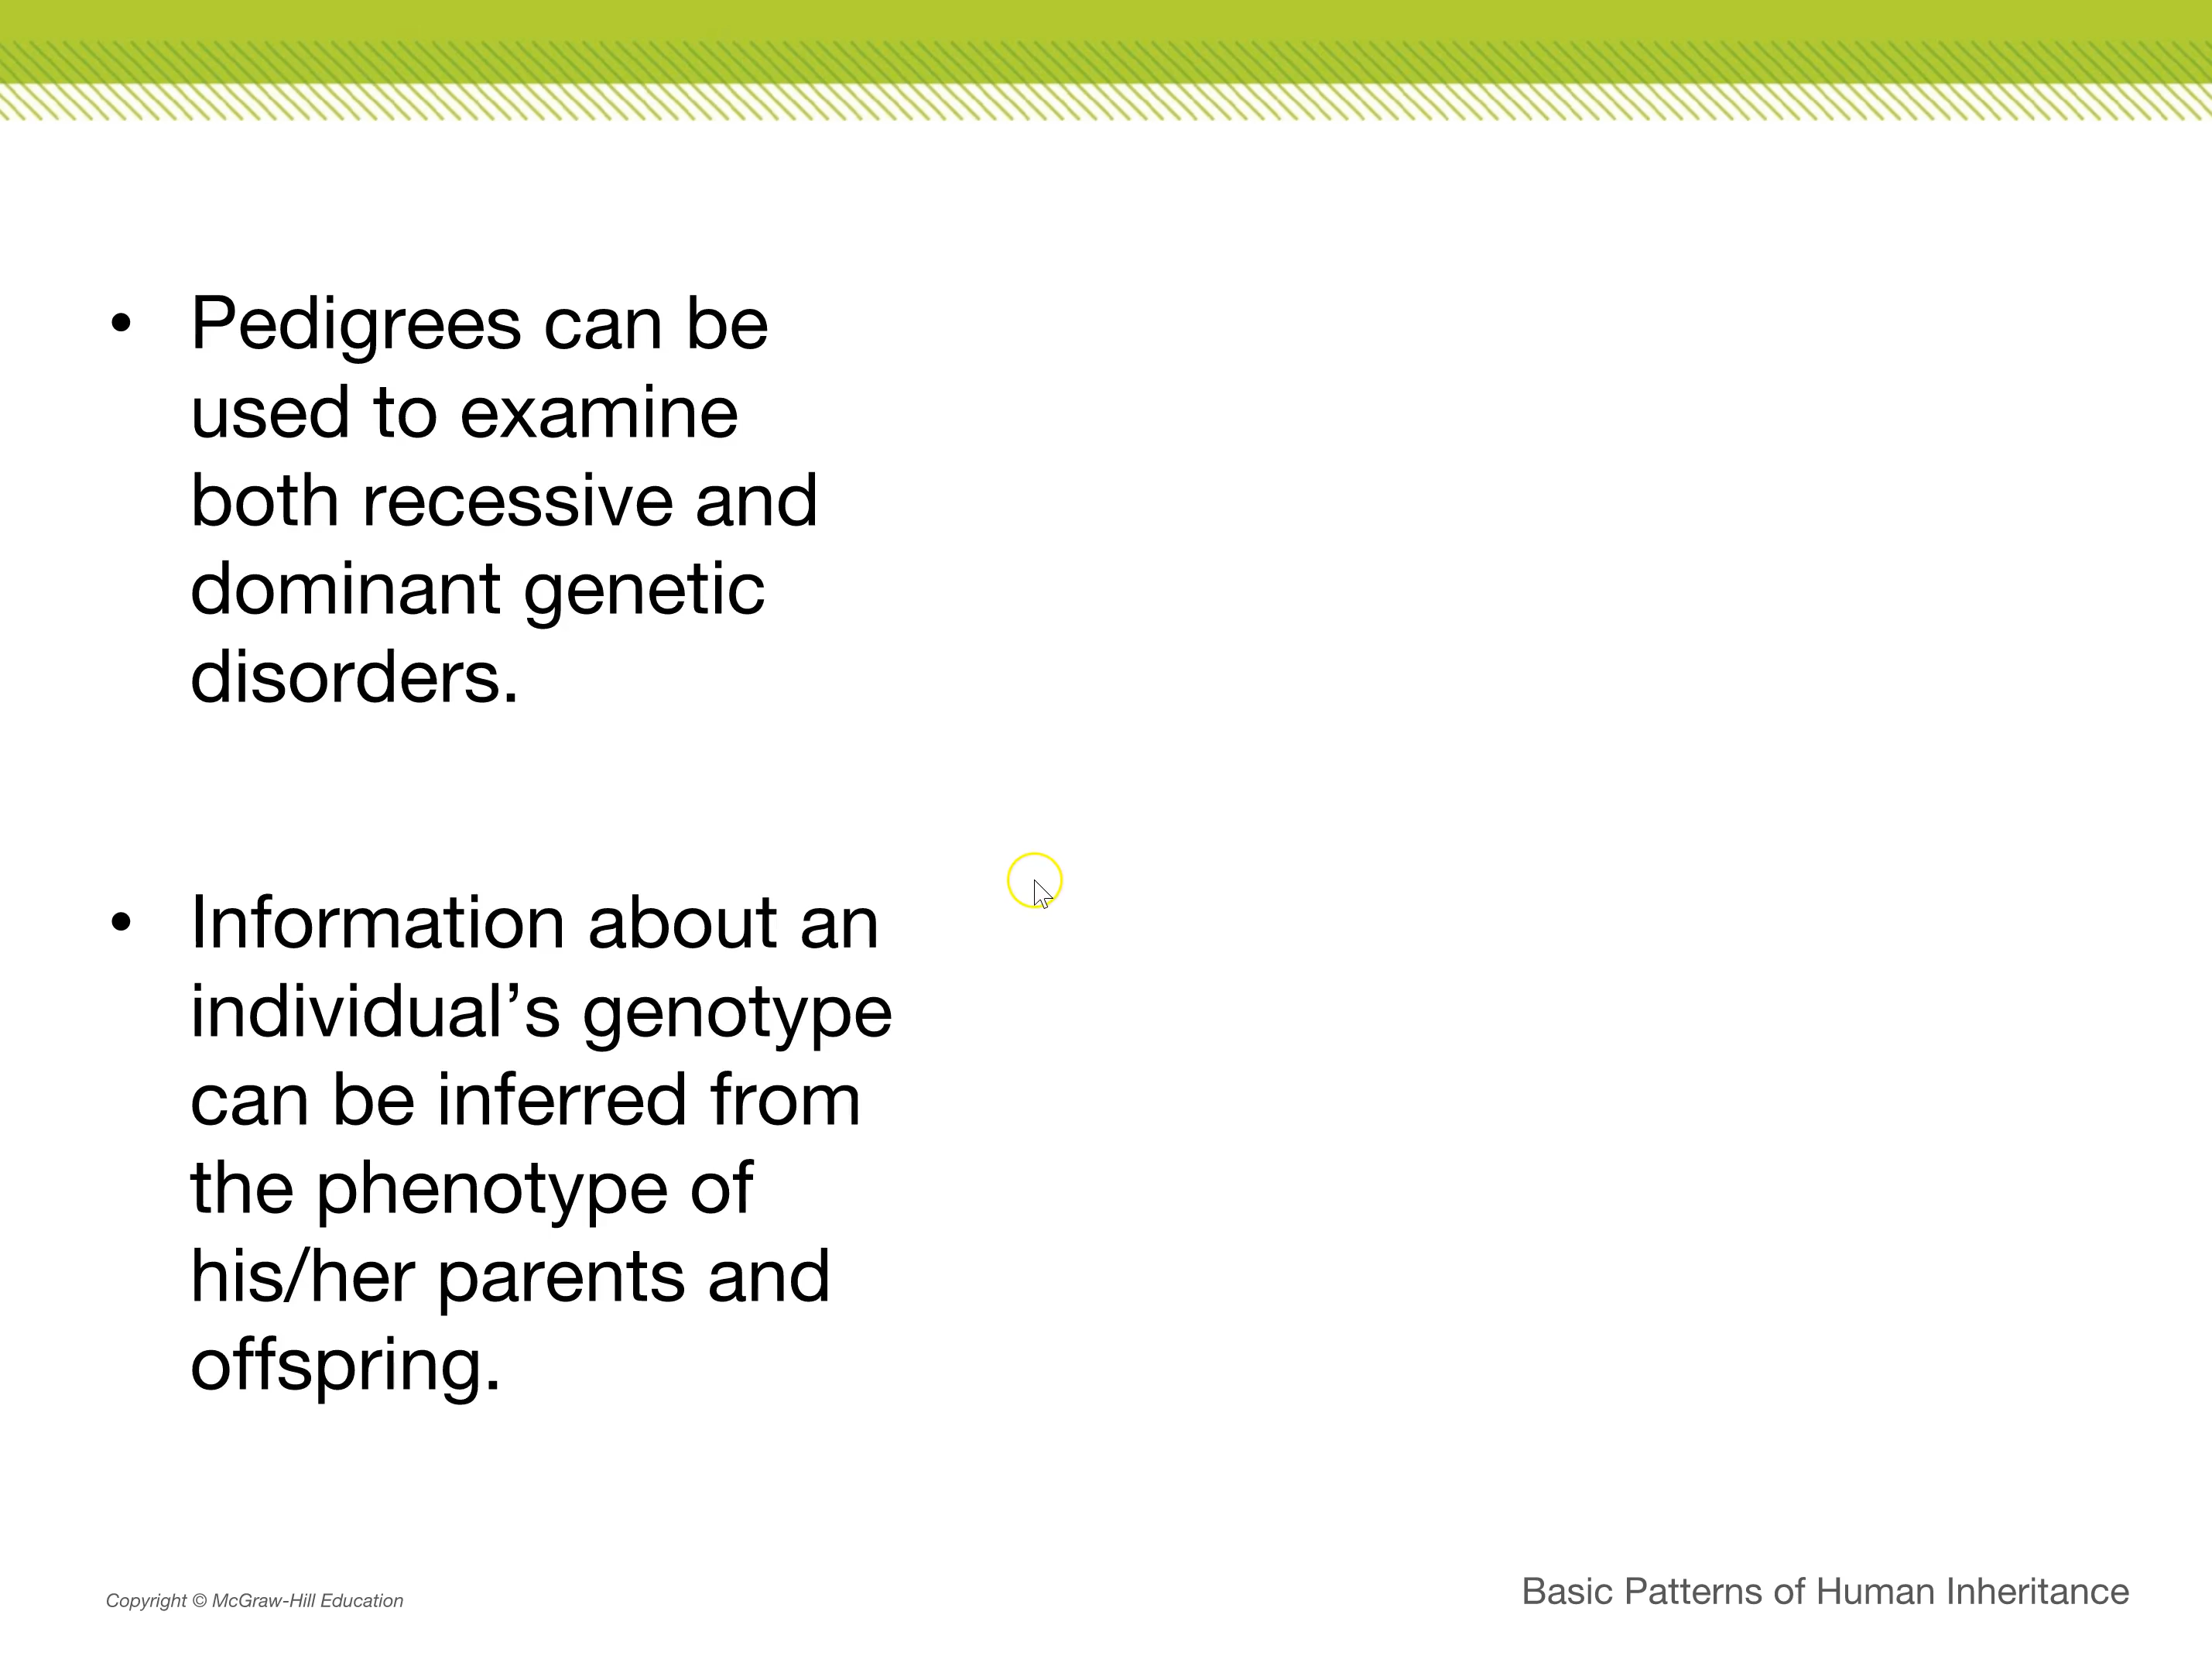 • Pedigrees can be
used to examine
both recessive and
dominant genetic
disorders.
• Information about an
individual’s genotype
can be inferred from
the phenotype of
his/her parents and
offspring.
Copyright © McGraw-Hill Education
Basic Patterns of Human Inheritance